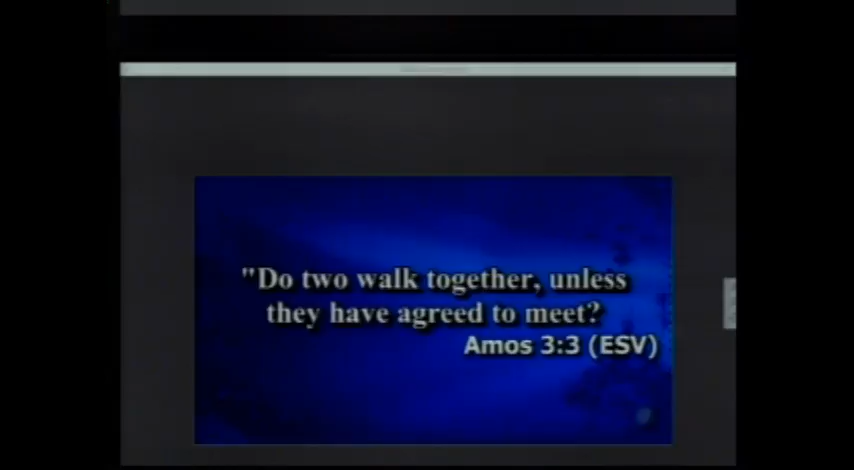 "Do two walk together, unless
they have agreed to meet?
Amos 3:3 (ESV)